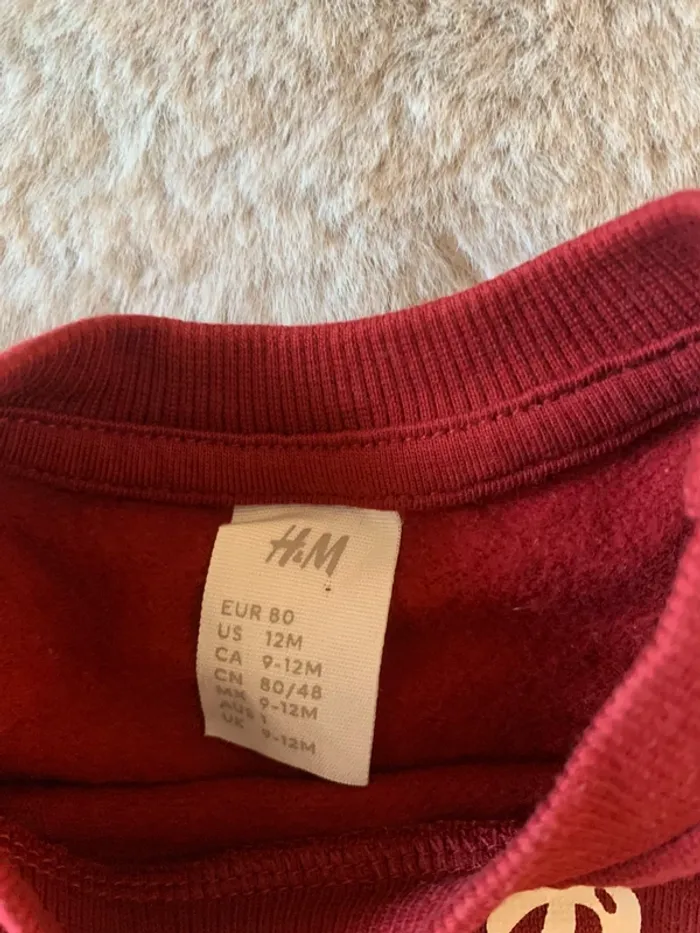 H&M
EUR 80
US 12M
CA 9-12M
CN 80/48
MX 9-12M
AUS 1
UK 9-12M